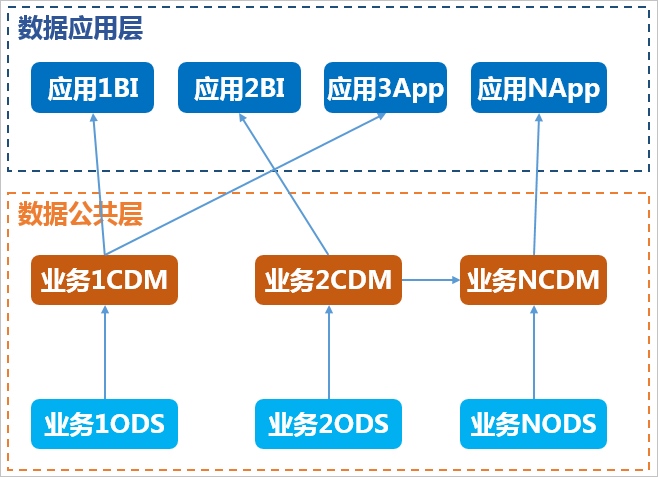 数据应用层
应用1BI
应用2BI
应用3App
应用NApp
数据公共层
业务1CDM
业务2CDM
业务NCDM
业务1ODS
业务2ODS
业务NODS